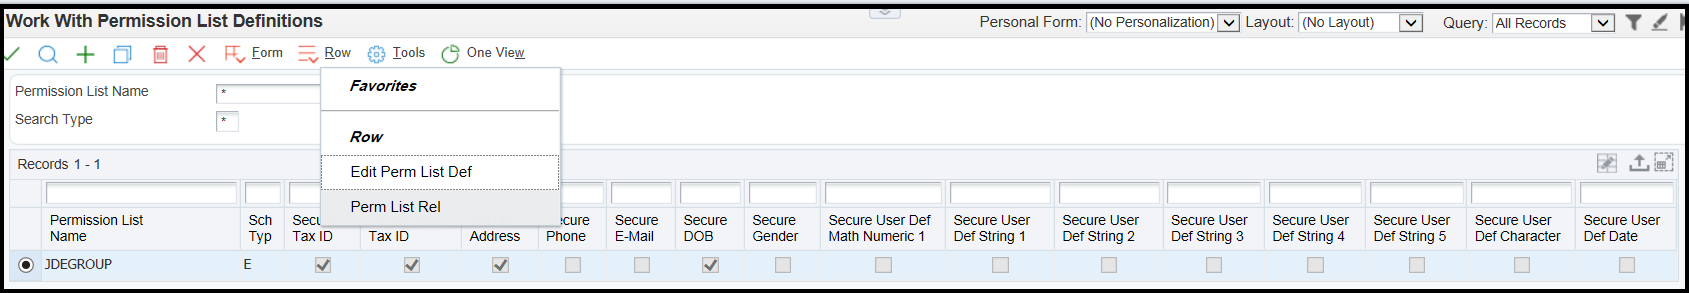 Work With Permission List Definitions
Personal Form: (No Personalization) Layout: (No Layout) Query: All Records
Form Row Tools One View
Favorites
Permission List Name *
Search Type *
Row
Edit Perm List Def
Perm List Rel
Records 1 - 1
Permission List Name
Sch Typ
Secu Tax ID
Tax ID
Address
ecure Phone
Secure E-Mail
Secure DOB
Secure Gender
Secure User Def Math Numeric 1
Secure User Def String 1
Secure User Def String 2
Secure User Def String 3
Secure User Def String 4
Secure User Def String 5
Secure User Def Character
Secure User Def Date
JDEGROUP E